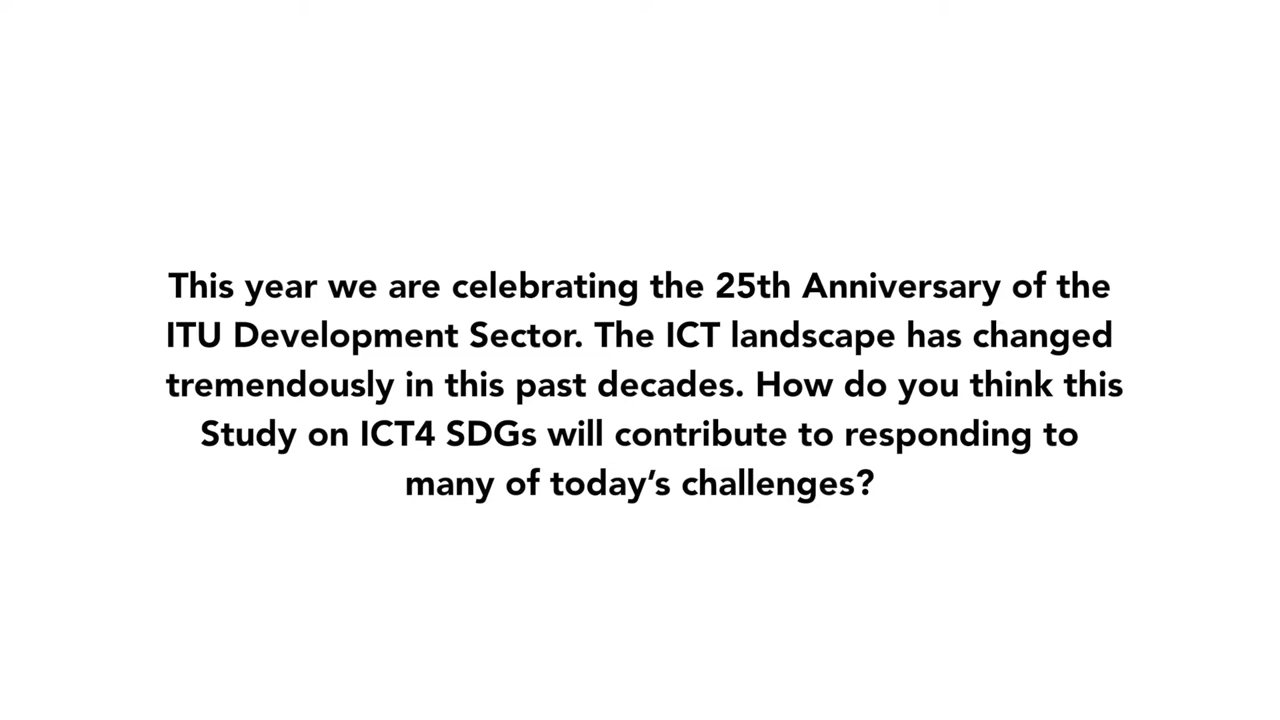 This year we are celebrating the 25th Anniversary of the
ITU Development Sector. The ICT landscape has changed
tremendously in this past decades. How do you think this
Study on ICT4 SDGs will contribute to responding to
many of today's challenges?